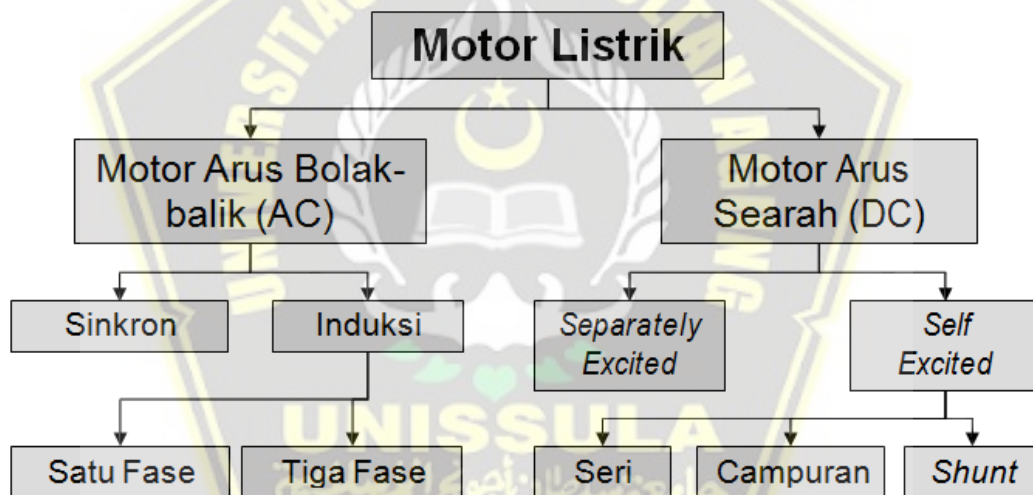 Motor Listrik
Motor Arus Bolak-
balik (AC)
Motor Arus
Searah (DC)
Sinkron
Induksi
Separately
Excited
Self
Excited
Satu Fase
Tiga Fase
Seri
Campuran
Shunt
UNISSULA